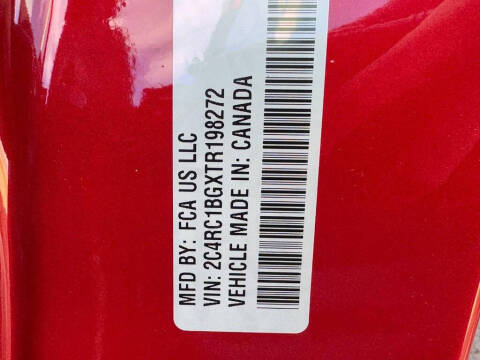 MFD BY: FCA US LLC
VIN: 2C4RC1BGXTR198272
VEHICLE MADE IN: CANADA